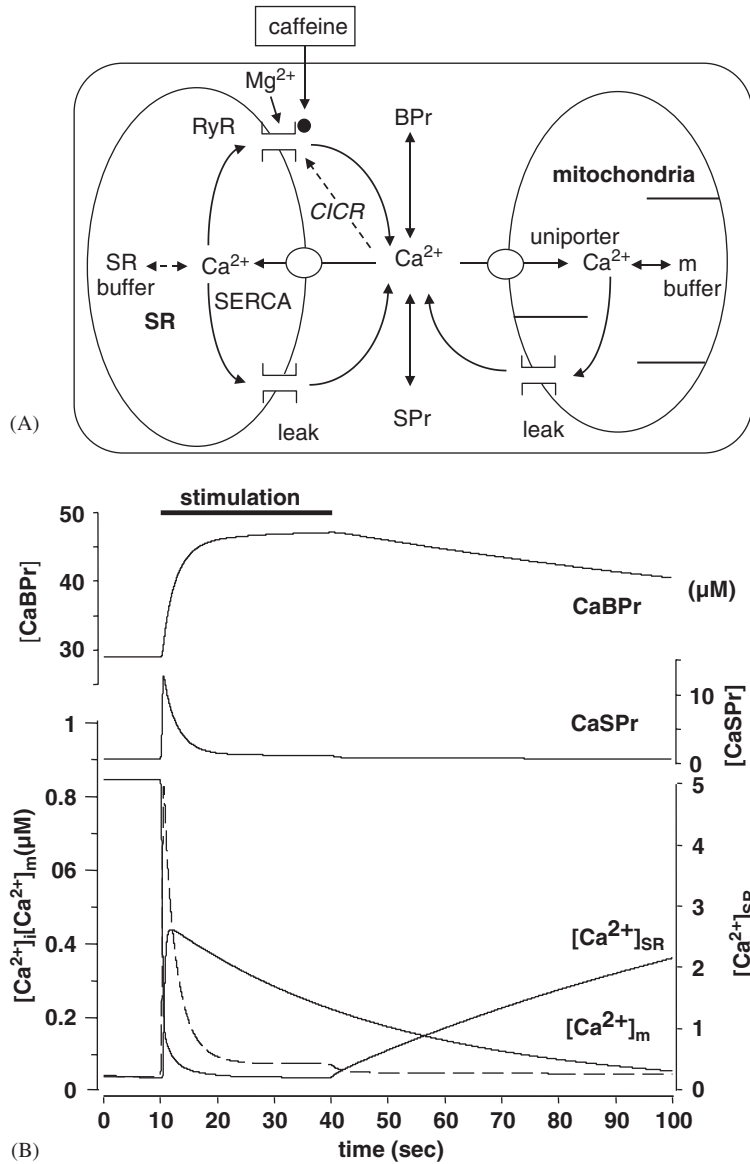 caffeine
Mg²⁺
RyR
BPr
mitochondria
CICR
uniporter
SR
buffer
Ca²⁺
Ca²⁺
Ca²⁺
m
buffer
SERCA
SR
leak
SPr
leak
(A)
stimulation
50
40
30
[CaBPr]
CaBPr
(µM)
10
0
[CaSPr]
CaSPr
1
0.8
06
0.4
0.2
0
[Ca²⁺]i[Ca²⁺]m(µM)
5
4
3
2
1
0
[Ca²⁺]SR
[Ca²⁺]SR
[Ca²⁺]m
0 10 20 30 40 50 60 70 80 90 100
time (sec)
(B)